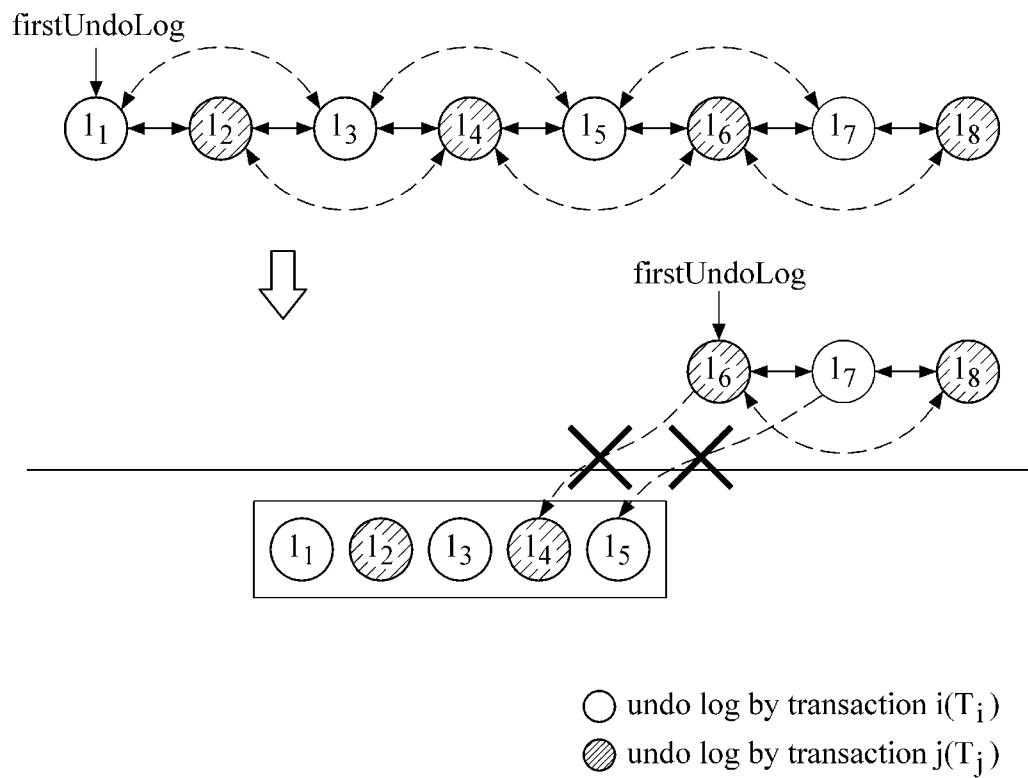 firstUndoLog
l1 l2 l3 l4 l5 l6 l7 l8
firstUndoLog
l6 l7 l8
l1 l2 l3 l4 l5
undo log by transaction i(Ti)
undo log by transaction j(Tj)